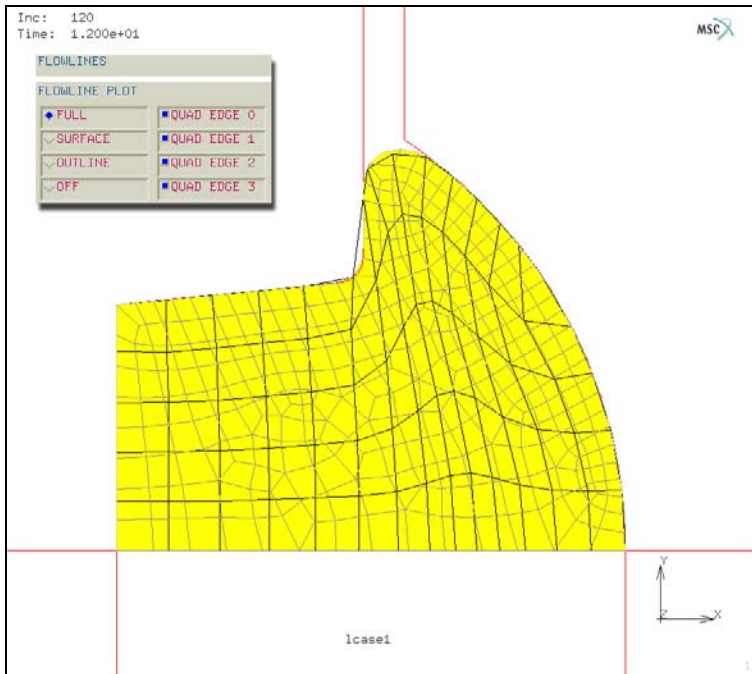 Inc: 120
Time: 1.200e+01
MSC
FLOWLINES
FLOWLINE PLOT
FULL
QUAD EDGE 0
SURFACE
QUAD EDGE 1
OUTLINE
QUAD EDGE 2
OFF
QUAD EDGE 3
Y
Z
X
lcase1
1